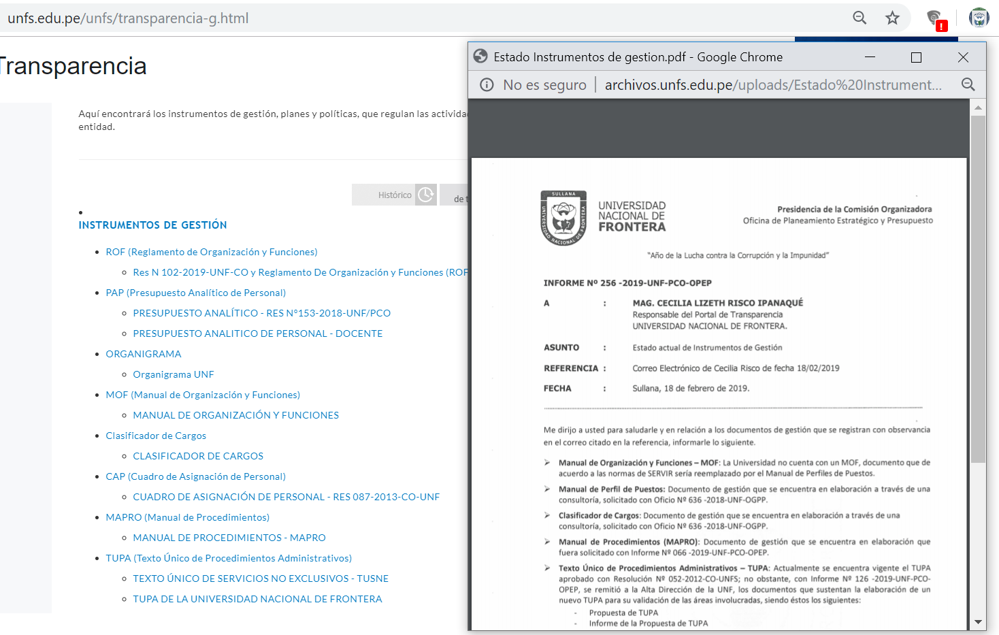 unfs.edu.pe/unfs/transparencia-g.html
Transparencia
Aquí encontrará los instrumentos de gestión, planes y políticas, que regulan las activida
entidad.
Histórico
de t
INSTRUMENTOS DE GESTIÓN
ROF (Reglamento de Organización y Funciones)
Res N 102-2019-UNF-CO y Reglamento De Organización y Funciones (ROF
PAP (Presupuesto Analítico de Personal)
PRESUPUESTO ANALÍTICO - RES N°153-2018-UNF/PCO
PRESUPUESTO ANALITICO DE PERSONAL - DOCENTE
ORGANIGRAMA
Organigrama UNF
MOF (Manual de Organización y Funciones)
MANUAL DE ORGANIZACIÓN Y FUNCIONES
Clasificador de Cargos
CLASIFICADOR DE CARGOS
CAP (Cuadro de Asignación de Personal)
CUADRO DE ASIGNACIÓN DE PERSONAL - RES 087-2013-CO-UNF
MAPRO (Manual de Procedimientos)
MANUAL DE PROCEDIMIENTOS - MAPRO
TUPA (Texto Único de Procedimientos Administrativos)
TEXTO ÚNICO DE SERVICIOS NO EXCLUSIVOS - TUSNE
TUPA DE LA UNIVERSIDAD NACIONAL DE FRONTERA
Estado Instrumentos de gestion.pdf - Google Chrome
No es seguro | archivos.unfs.edu.pe/uploads/Estado%20Instrument...
SULLANA
UNIVERSIDAD NACIONAL DE FRONTERA
UNIVERSIDAD
NACIONAL DE
FRONTERA
Presidencia de la Comisión Organizadora
Oficina de Planeamiento Estratégico y Presupuesto
"Año de la Lucha contra la Corrupción y la Impunidad"
INFORME Nº 256 -2019-UNF-PCO-OPEP
A : MAG. CECILIA LIZETH RISCO IPANAQUÉ
Responsable del Portal de Transparencia
UNIVERSIDAD NACIONAL DE FRONTERA.
ASUNTO : Estado actual de Instrumentos de Gestión
REFERENCIA : Correo Electrónico de Cecilia Risco de fecha 18/02/2019
FECHA : Sullana, 18 de febrero de 2019.
Me dirijo a usted para saludarle y en relación a los documentos de gestión que se registran con observancia
en el correo citado en la referencia, informarle lo siguiente.
➢ Manual de Organización y Funciones – MOF: La Universidad no cuenta con un MOF, documento que de
acuerdo a las normas de SERVIR sería reemplazado por el Manual de Perfiles de Puestos.
➢ Manual de Perfil de Puestos: Documento de gestión que se encuentra en elaboración a través de una
consultoría, solicitado con Oficio Nº 636 -2018-UNF-OGPP.
➢ Clasificador de Cargos: Documento de gestión que se encuentra en elaboración a través de una
consultoría, solicitado con Oficio Nº 636 -2018-UNF-OGPP.
➢ Manual de Procedimientos (MAPRO): Documento de gestión que se encuentra en elaboración que
fuera solicitado con Informe Nº 066 -2019-UNF-PCO-OPEP.
➢ Texto Único de Procedimientos Administrativos – TUPA: Actualmente se encuentra vigente el TUPA
aprobado con Resolución Nº 052-2012-CO-UNFS; no obstante, con Informe Nº 126 -2019-UNF-PCO-
OPEP, se remitió a la Alta Dirección de la UNF, los documentos que sustentan la elaboración de un
nuevo TUPA para su validación de las áreas involucradas, siendo éstos los siguientes:
- Propuesta de TUPA
- Informe de la Propuesta de TUPA